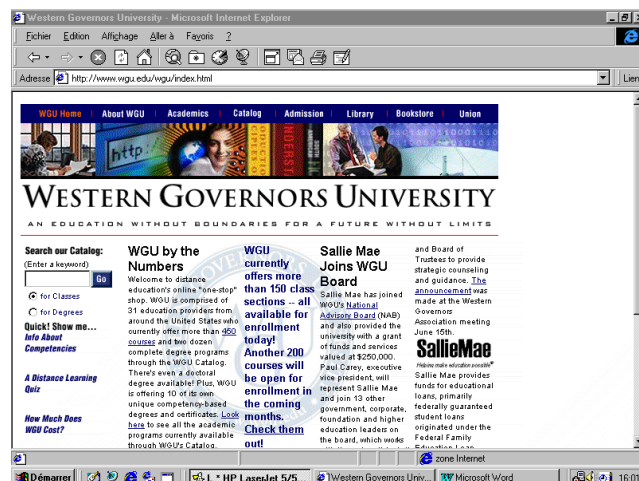 Western Governors University - Microsoft Internet Explorer
Fichier Edition Affichage Aller à Favoris ?
Adresse http://www.wgu.edu/wgu/index.html Lien
WGU Home About WGU Academics Catalog Admission Library Bookstore Union
http:
WESTERN GOVERNORS UNIVERSITY
AN EDUCATION WITHOUT BOUNDARIES FOR A FUTURE WITHOUT LIMITS
Search our Catalog:
(Enter a keyword)
Go
for Classes
for Degrees
Quick! Show me...
Info About
Competencies
A Distance Learning
Quiz
How Much Does
WGU Cost?
WGU by the
Numbers
Welcome to distance
education's online "one-stop"
shop. WGU is comprised of
31 education providers from
around the United States who
currently offer more than 450
courses and two dozen
complete degree programs
through the WGU Catalog.
There's even a doctoral
degree available! Plus, WGU
is offering 10 of its own
unique competency-based
degrees and certificates. Look
here to see all the academic
programs currently available
through WGU's Catalog.
WGU
currently
offers more
than 150 class
sections -- all
available for
enrollment
today!
Another 200
courses will
be open for
enrollment in
the coming
months.
Check them
out!
Sallie Mae
Joins WGU
Board
Sallie Mae has joined
WGU's National
Advisory Board (NAB)
and also provided the
university with a grant
of funds and services
valued at $250,000.
Paul Carey, executive
vice president, will
represent Sallie Mae
and join 13 other
government, corporate,
foundation and higher
education leaders on
the board, which works
and Board of
Trustees to provide
strategic counseling
and guidance. The
announcement was
made at the Western
Governors
Association meeting
June 15th.
SallieMae
Helping make education possible
Sallie Mae provides
funds for educational
loans, primarily
federally guaranteed
student loans
originated under the
Federal Family
Education Loan
zone Internet
Démarrer L * HP LaserJet 5/5... Western Governors Univ... Microsoft Word 16:01